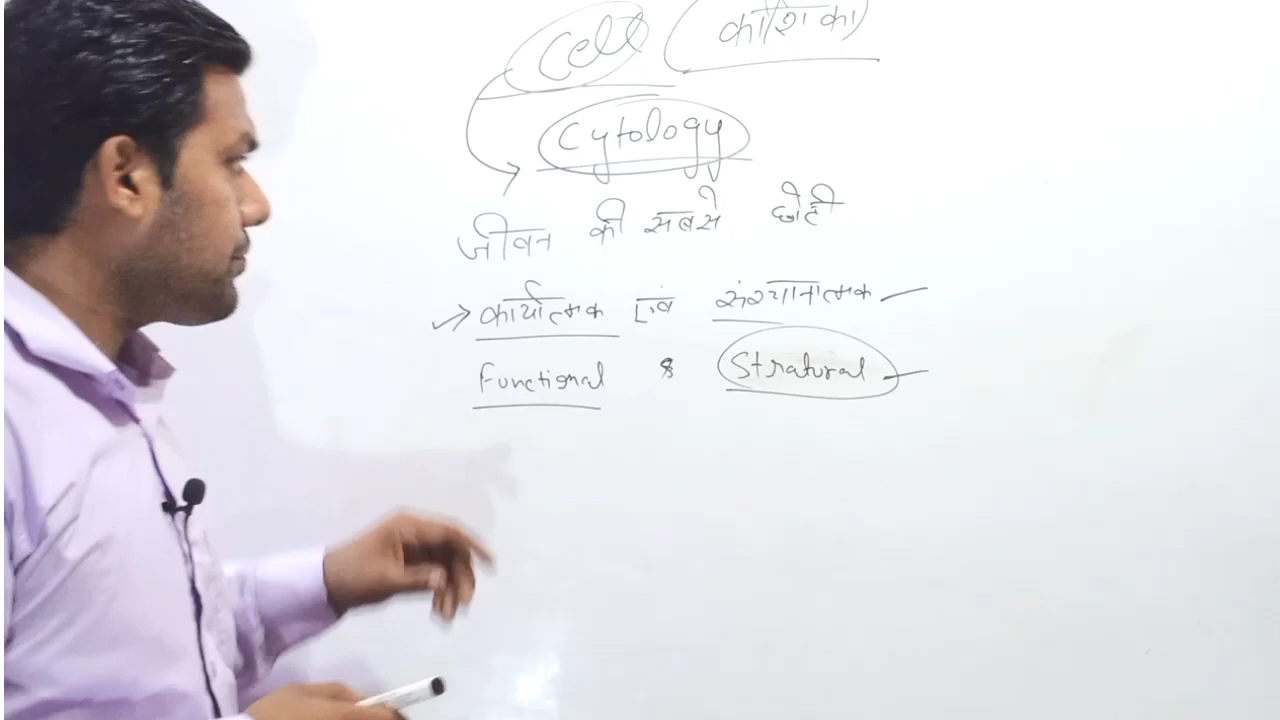 Cell (कोशिका)
Cytology
जीवन की सबसे छोटी
कार्यात्मक एवं संरचनात्मक
Functional & Stratural